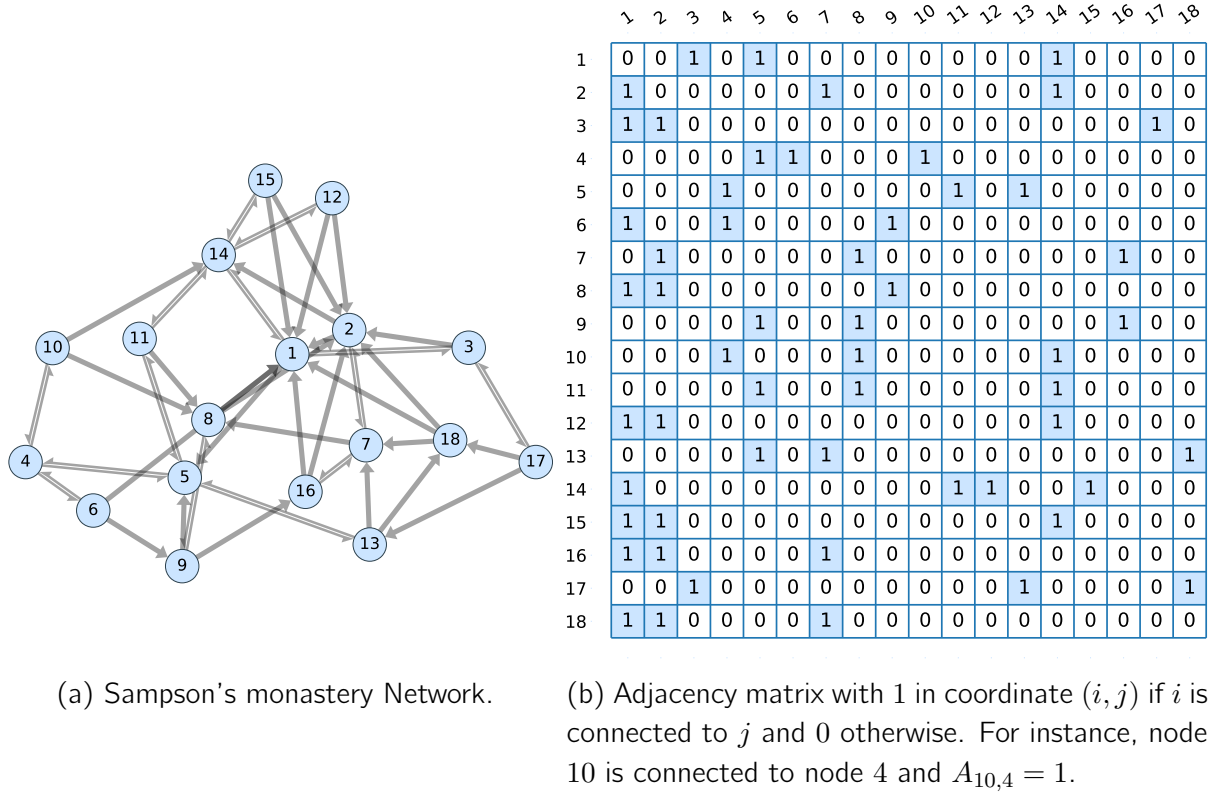 15
12
14
2
10
11
1
3
8
7
18
4
5
17
16
6
13
9
1 2 3 4 5 6 7 8 9 10 11 12 13 14 15 16 17 18
1 0 0 1 0 1 0 0 0 0 0 0 0 0 1 0 0 0 0
2 1 0 0 0 0 0 1 0 0 0 0 0 0 1 0 0 0 0
3 1 1 0 0 0 0 0 0 0 0 0 0 0 0 0 0 1 0
4 0 0 0 0 1 1 0 0 0 1 0 0 0 0 0 0 0 0
5 0 0 0 1 0 0 0 0 0 0 1 0 1 0 0 0 0 0
6 1 0 0 1 0 0 0 0 1 0 0 0 0 0 0 0 0 0
7 0 1 0 0 0 0 0 1 0 0 0 0 0 0 0 1 0 0
8 1 1 0 0 0 0 0 0 1 0 0 0 0 0 0 0 0 0
9 0 0 0 0 1 0 0 1 0 0 0 0 0 0 0 1 0 0
10 0 0 0 1 0 0 0 1 0 0 0 0 0 1 0 0 0 0
11 0 0 0 0 1 0 0 1 0 0 0 0 0 1 0 0 0 0
12 1 1 0 0 0 0 0 0 0 0 0 0 0 1 0 0 0 0
13 0 0 0 0 1 0 1 0 0 0 0 0 0 0 0 0 0 1
14 1 0 0 0 0 0 0 0 0 0 1 1 0 0 1 0 0 0
15 1 1 0 0 0 0 0 0 0 0 0 0 0 1 0 0 0 0
16 1 1 0 0 0 0 1 0 0 0 0 0 0 0 0 0 0 0
17 0 0 1 0 0 0 0 0 0 0 0 0 1 0 0 0 0 1
18 1 1 0 0 0 0 1 0 0 0 0 0 0 0 0 0 0 0
(a) Sampson's monastery Network.
(b) Adjacency matrix with 1 in coordinate (i, j) if i is
connected to j and 0 otherwise. For instance, node
10 is connected to node 4 and A₁₀,₄ = 1.